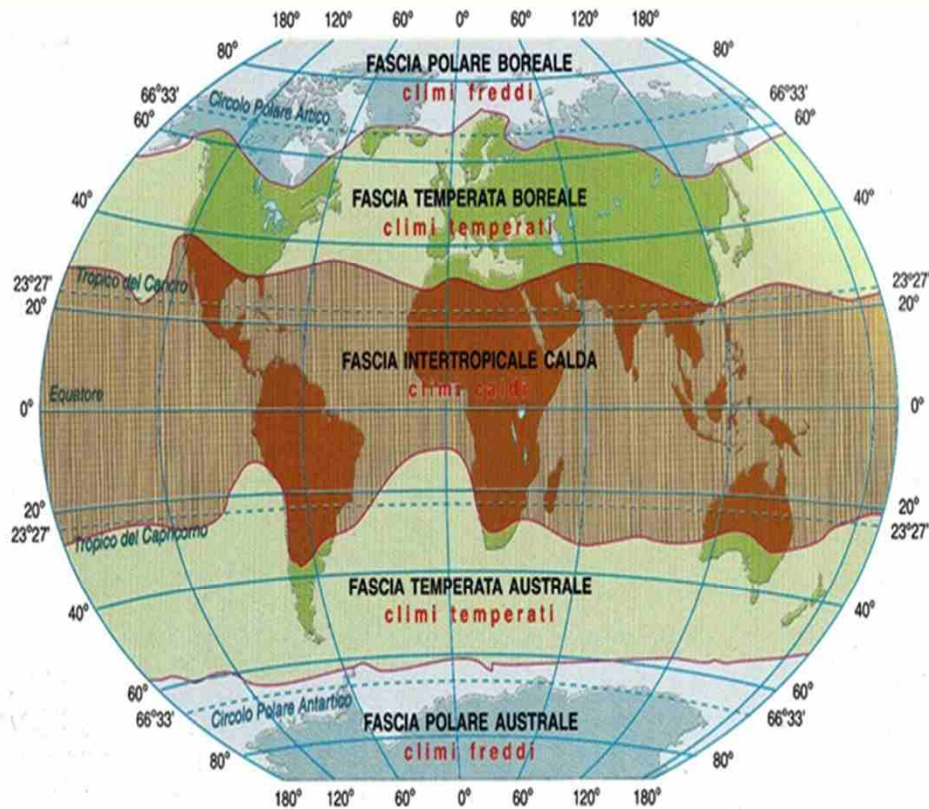 180° 120° 0° 60° 120° 180°
80° 80°
FASCIA POLARE BOREALE
climi freddi
66°33' 66°33'
Circolo Polare Artico
60° 60°
FASCIA TEMPERATA BOREALE
climi temperati
40° 40°
Tropico del Cancro
23°27' 23°27'
20° 20°
FASCIA INTERTROPICALE CALDA
climi caldi
Equatore
0° 0°
20° 20°
23°27' 23°27'
Tropico del Capricorno
FASCIA TEMPERATA AUSTRALE
climi temperati
40° 40°
60° 60°
66°33' 66°33'
Circolo Polare Antartico
FASCIA POLARE AUSTRALE
climi freddi
80° 80°
180° 120° 0° 60° 120° 180°